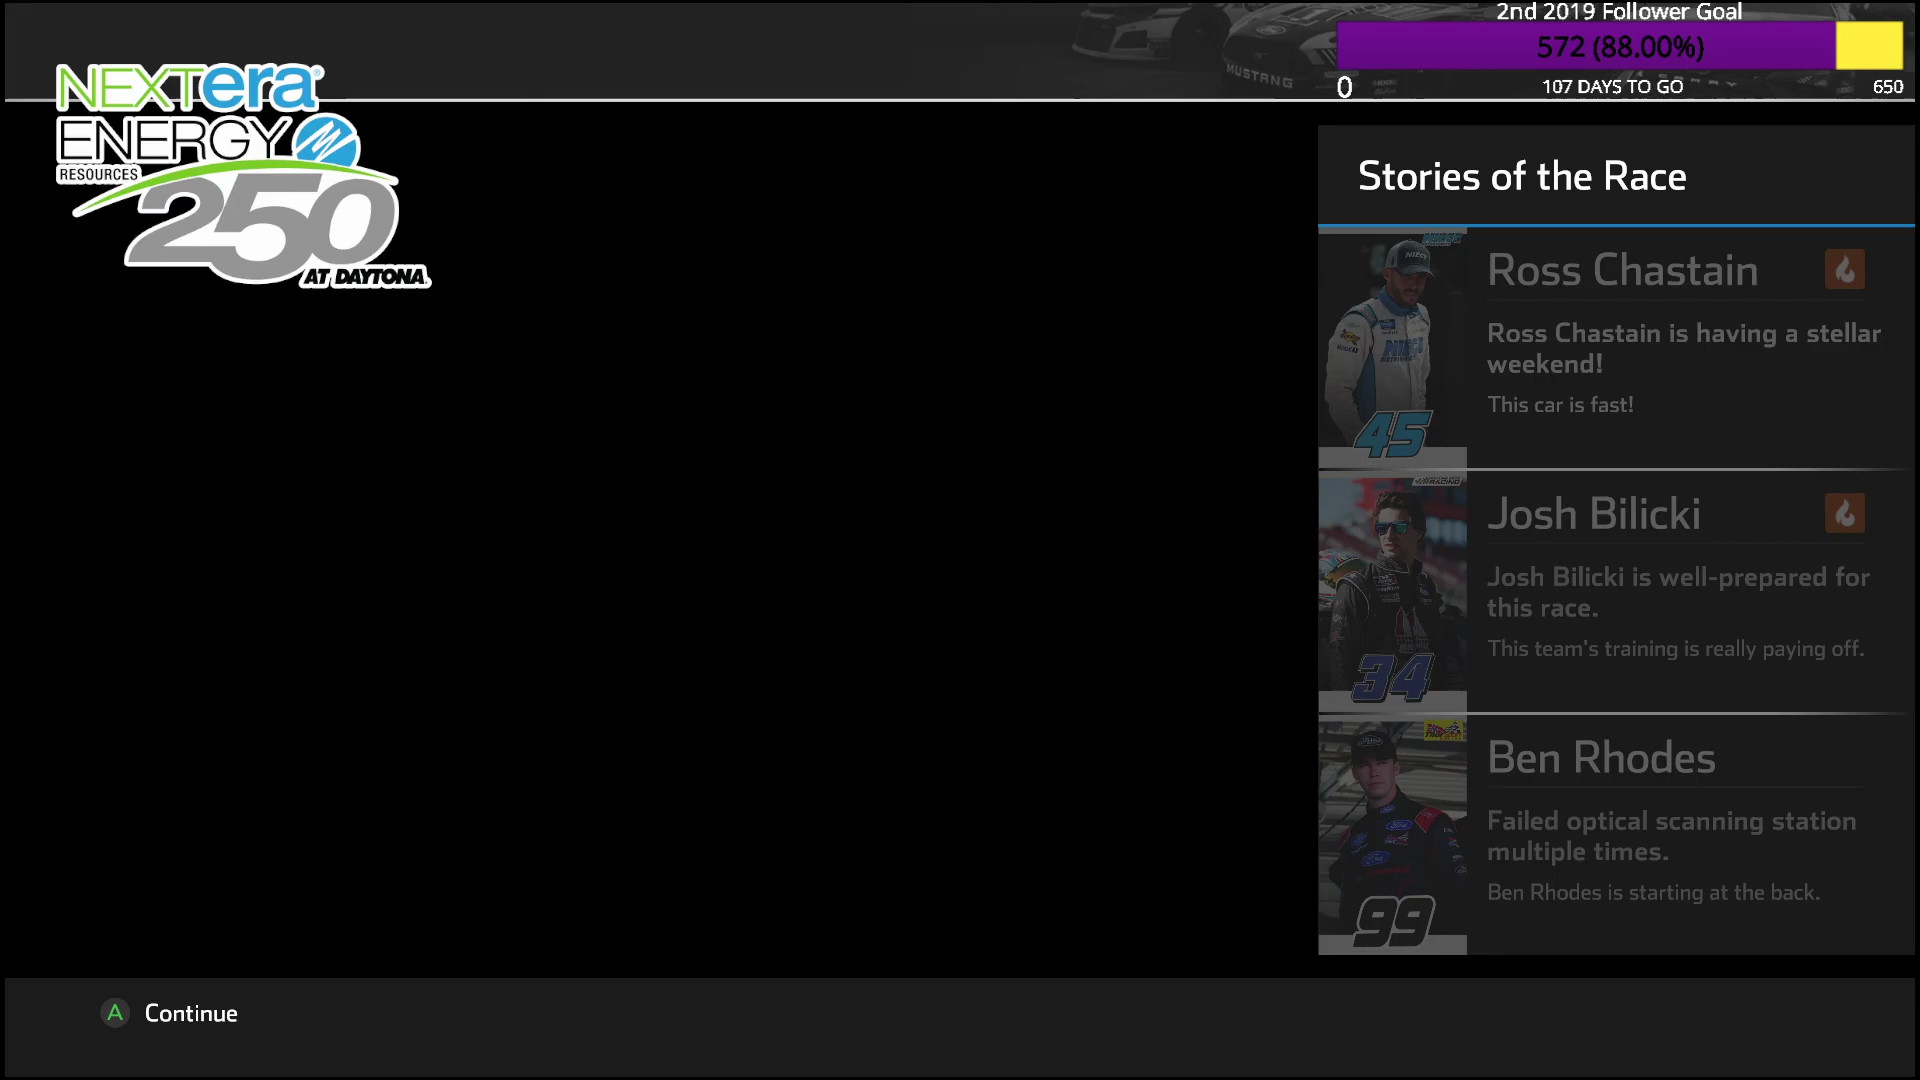 2nd 2019 Follower Goal
572 (88.00%)
0
107 DAYS TO GO
650
MUSTANG
NEXTera
ENERGY
RESOURCES
250
AT DAYTONA
Stories of the Race
Ross Chastain
Ross Chastain is having a stellar
weekend!
This car is fast!
NIECE
45
Josh Bilicki
Josh Bilicki is well-prepared for
this race.
This team's training is really paying off.
34
Ben Rhodes
Failed optical scanning station
multiple times.
Ben Rhodes is starting at the back.
99
A Continue